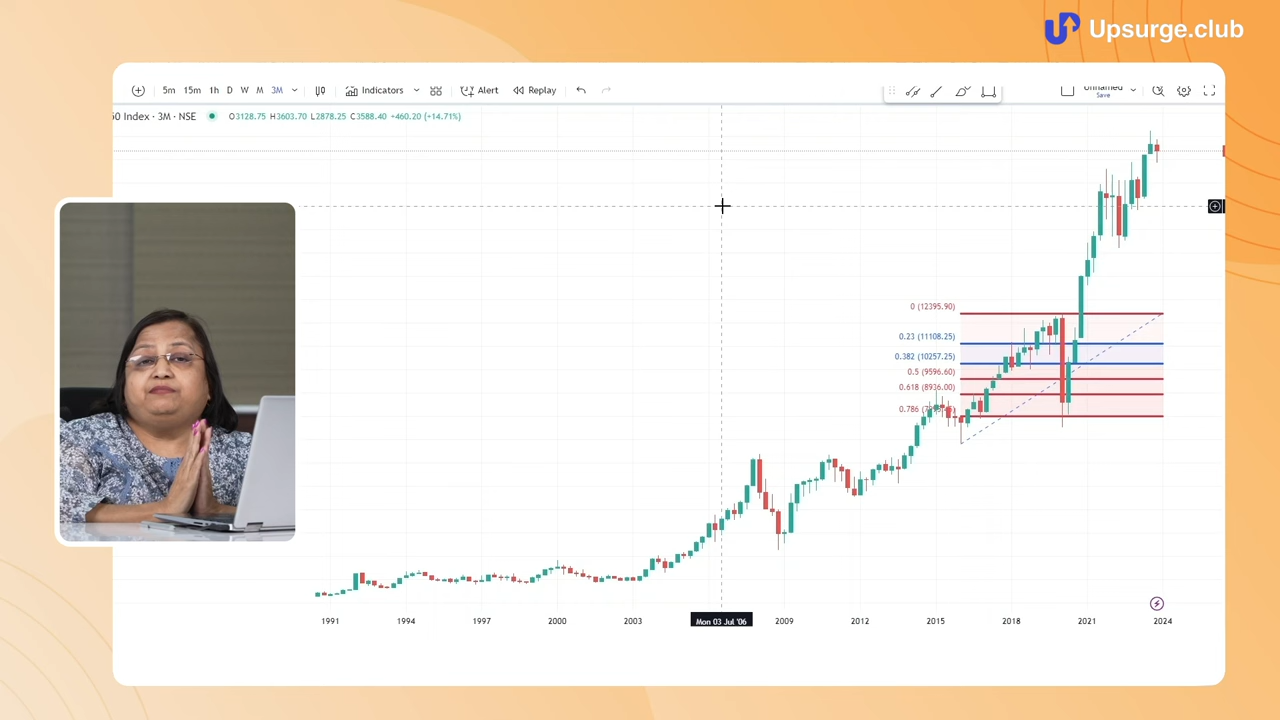 Upsurge.club
5m 15m 1h D W M 3M Indicators Alert Replay
Save
60 Index · 3M · NSE O3128.75 H3603.70 L2878.25 C3588.40 +460.20 (+14.71%)
0 (12395.90)
0.23 (11108.25)
0.382 (10257.25)
0.5 (9596.60)
0.618 (8936.00)
0.786
1991 1994 1997 2000 2003 Mon 03 Jul '06 2009 2012 2015 2018 2021 2024